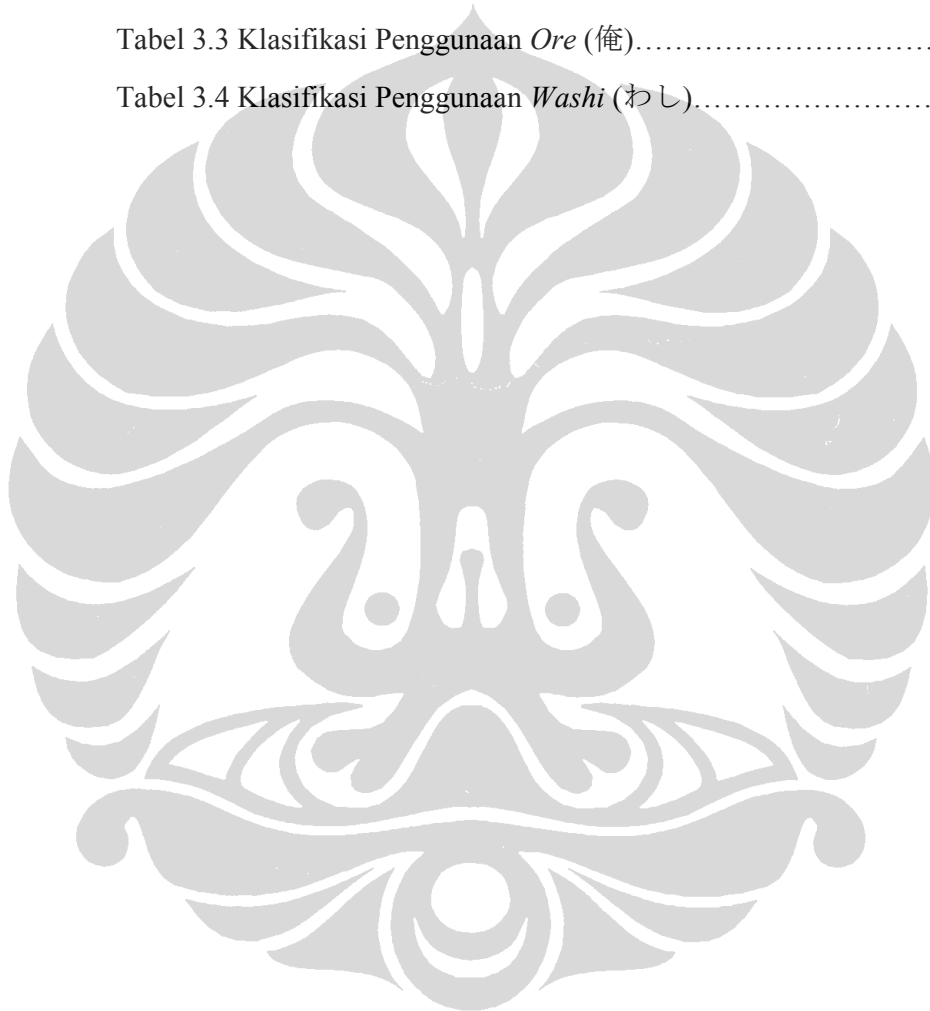 Tabel 3.3 Klasifikasi Penggunaan Ore (俺)…………………………
Tabel 3.4 Klasifikasi Penggunaan Washi (わし)……………………